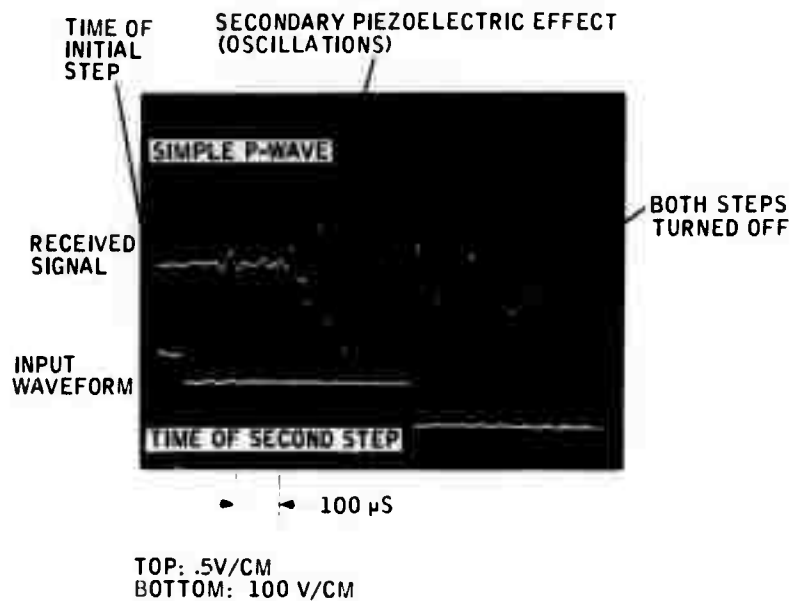 TIME OF
INITIAL
STEP
SECONDARY PIEZOELECTRIC EFFECT
(OSCILLATIONS)
SIMPLE P-WAVE
BOTH STEPS
TURNED OFF
RECEIVED
SIGNAL
INPUT
WAVEFORM
TIME OF SECOND STEP
100 μS
TOP: .5V/CM
BOTTOM: 100 V/CM